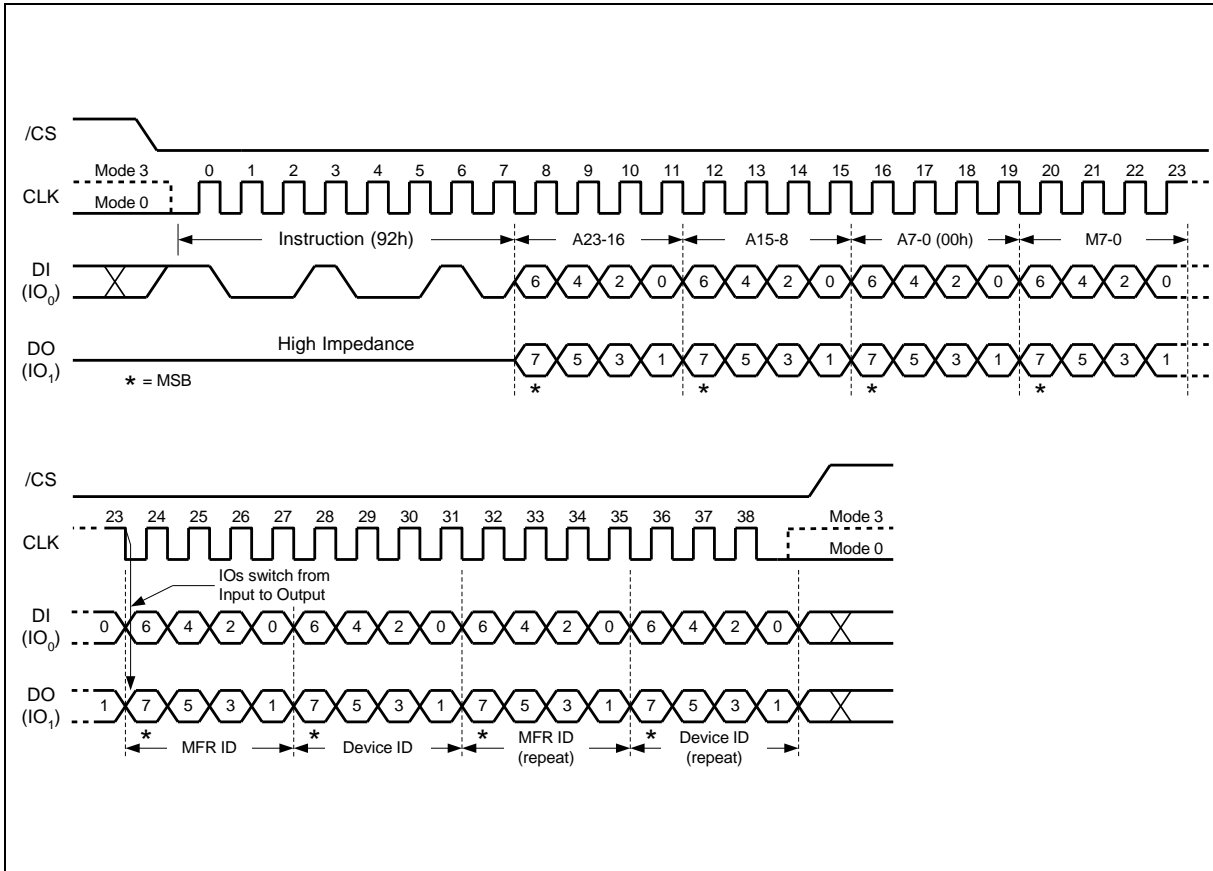 /CS
Mode 3
0 1 2 3 4 5 6 7 8 9 10 11 12 13 14 15 16 17 18 19 20 21 22 23
CLK
Mode 0
Instruction (92h) A23-16 A15-8 A7-0 (00h) M7-0
DI
(IO0)
6 4 2 0 6 4 2 0 6 4 2 0 6 4 2 0
High Impedance
DO
(IO1)
7 5 3 1 7 5 3 1 7 5 3 1 7 5 3 1
* = MSB
* * * *
/CS
23 24 25 26 27 28 29 30 31 32 33 34 35 36 37 38
Mode 3
CLK
Mode 0
IOs switch from
Input to Output
DI
(IO0)
0 6 4 2 0 6 4 2 0 6 4 2 0 6 4 2 0
DO
(IO1)
1 7 5 3 1 7 5 3 1 7 5 3 1 7 5 3 1
* * * *
MFR ID Device ID MFR ID
(repeat)
Device ID
(repeat)